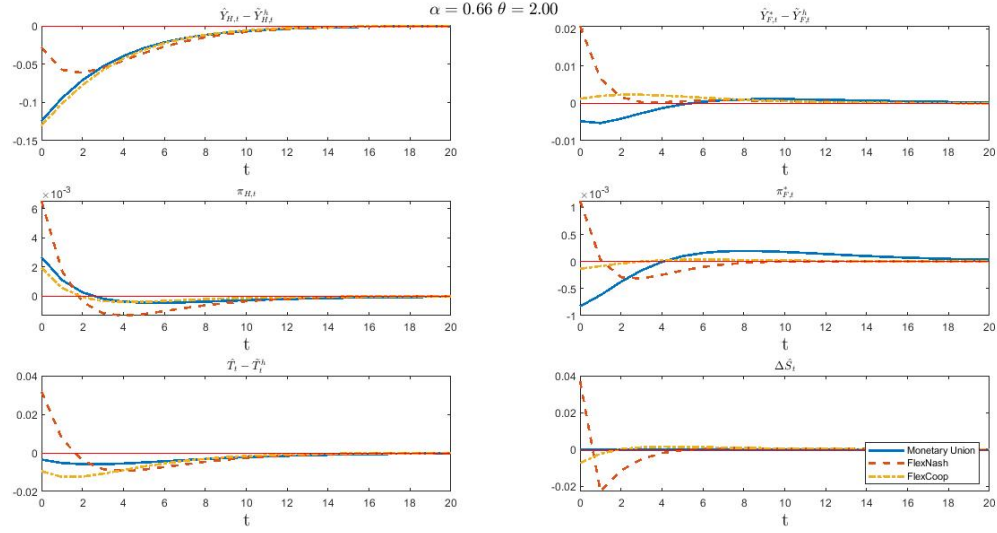 α = 0.66 θ = 2.00
Ŷ_{H,t} − Ỹ^h_{H,t}
0
-0.05
-0.1
-0.15
0 2 4 6 8 10 12 14 16 18 20
t
Ŷ^*_{F,t} − Ỹ^h_{F,t}
0.02
0.01
0
-0.01
0 2 4 6 8 10 12 14 16 18 20
t
×10^{-3}
π_{H,t}
6
4
2
0
0 2 4 6 8 10 12 14 16 18 20
t
×10^{-3}
π^*_{F,t}
1
0.5
0
-0.5
-1
0 2 4 6 8 10 12 14 16 18 20
t
T̂_t − T̃^h_t
0.04
0.02
0
-0.02
0 2 4 6 8 10 12 14 16 18 20
t
ΔŜ_t
0.04
0.02
0
-0.02
0 2 4 6 8 10 12 14 16 18 20
t
Monetary Union
FlexNash
FlexCoop